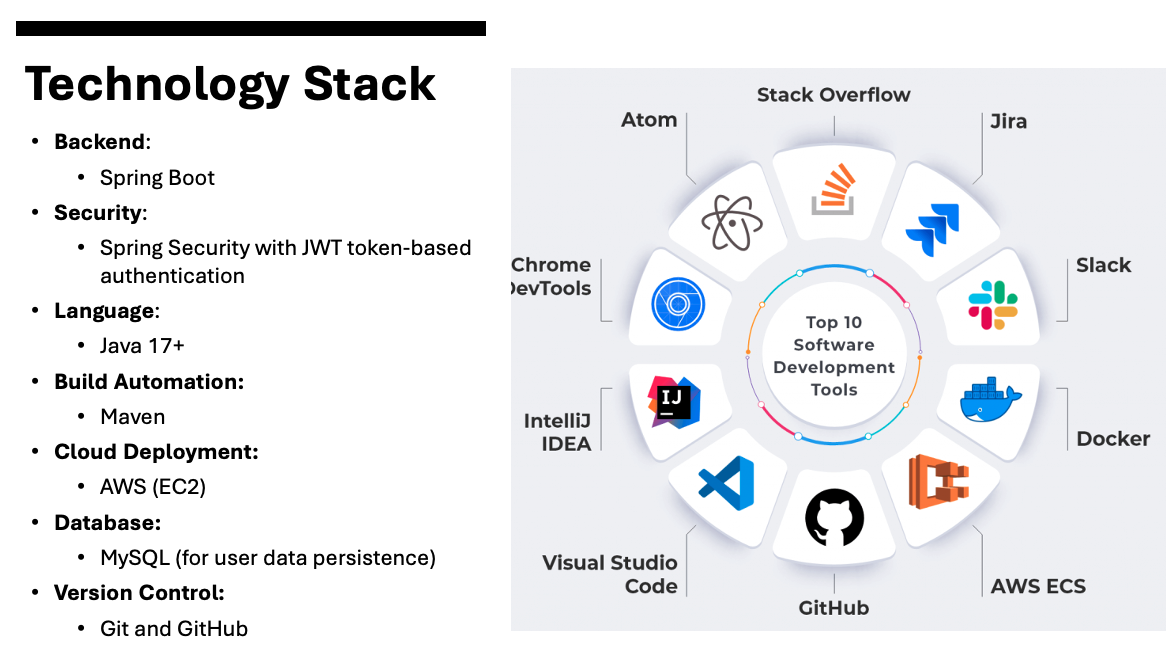 Technology Stack
• Backend:
• Spring Boot
• Security:
• Spring Security with JWT token-based
authentication
• Language:
• Java 17+
• Build Automation:
• Maven
• Cloud Deployment:
• AWS (EC2)
• Database:
• MySQL (for user data persistence)
• Version Control:
• Git and GitHub
Stack Overflow
Atom
Jira
Chrome
DevTools
Slack
IntelliJ
IDEA
IJ
Docker
Visual Studio
Code
GitHub
AWS ECS
Top 10
Software
Development
Tools